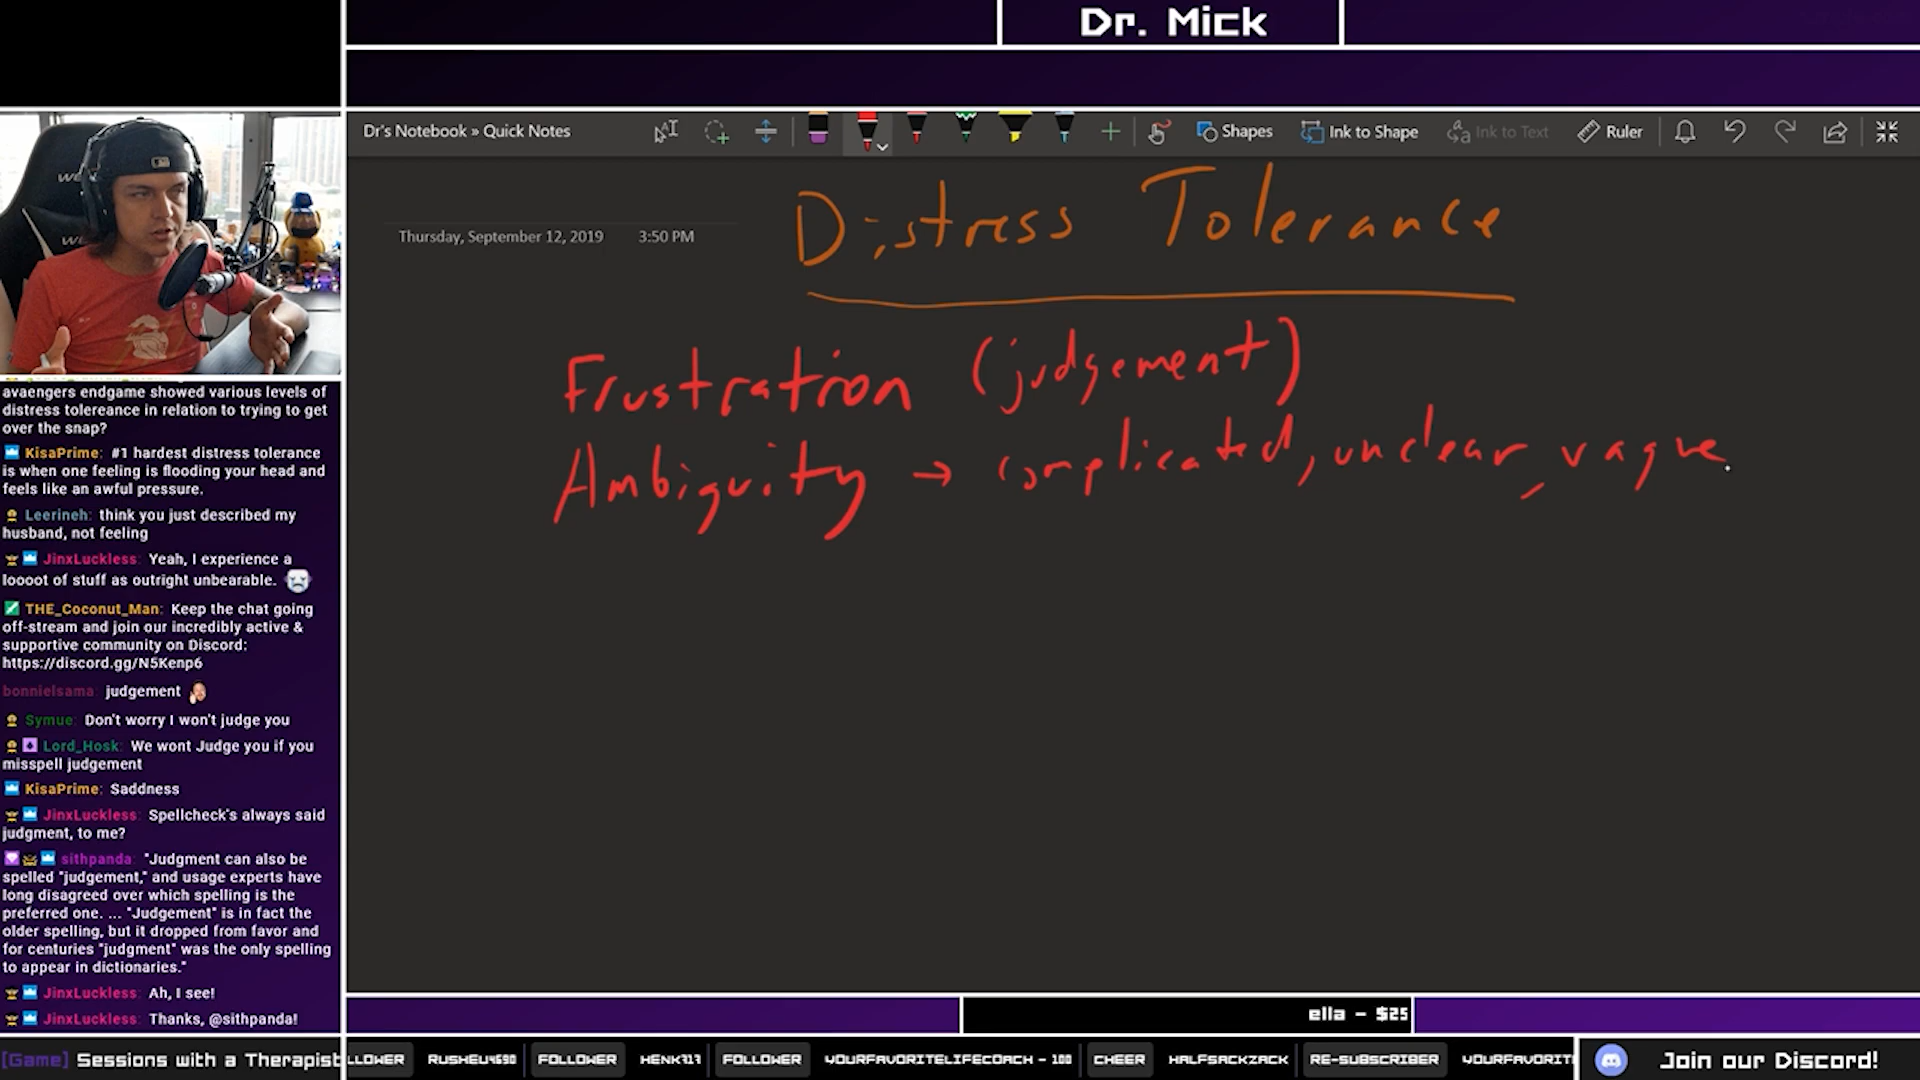 Dr. Mick
Dr's Notebook » Quick Notes
Shapes
Ink to Shape
Ink to Text
Ruler
Thursday, September 12, 2019 3:50 PM
Distress Tolerance
Frustration (judgement)
Ambiguity → complicated, unclear, vague
avaengers endgame showed various levels of
distress tolereance in relation to trying to get
over the snap?
KisaPrime: #1 hardest distress tolerance
is when one feeling is flooding your head and
feels like an awful pressure.
Leerineh: think you just described my
husband, not feeling
JinxLuckless: Yeah, I experience a
loooot of stuff as outright unbearable.
THE_Coconut_Man: Keep the chat going
off-stream and join our incredibly active &
supportive community on Discord:
https://discord.gg/N5Kenp6
bonnielsama: judgement
Symue: Don't worry I won't judge you
Lord_Hosk: We wont Judge you if you
misspell judgement
KisaPrime: Saddness
JinxLuckless: Spellcheck's always said
judgment, to me?
sithpanda: "Judgment can also be
spelled "judgement," and usage experts have
long disagreed over which spelling is the
preferred one. ... "Judgement" is in fact the
older spelling, but it dropped from favor and
for centuries "judgment" was the only spelling
to appear in dictionaries."
JinxLuckless: Ah, I see!
JinxLuckless: Thanks, @sithpanda!
ella - $25
[Game] Sessions with a Therapist
LLOWER RUSHEU4690 FOLLOWER HENK717 FOLLOWER YOURFAVORITELIFECOACH - 100 CHEER HALFSACKZACK RE-SUBSCRIBER YOURFAVORIT
Join our Discord!